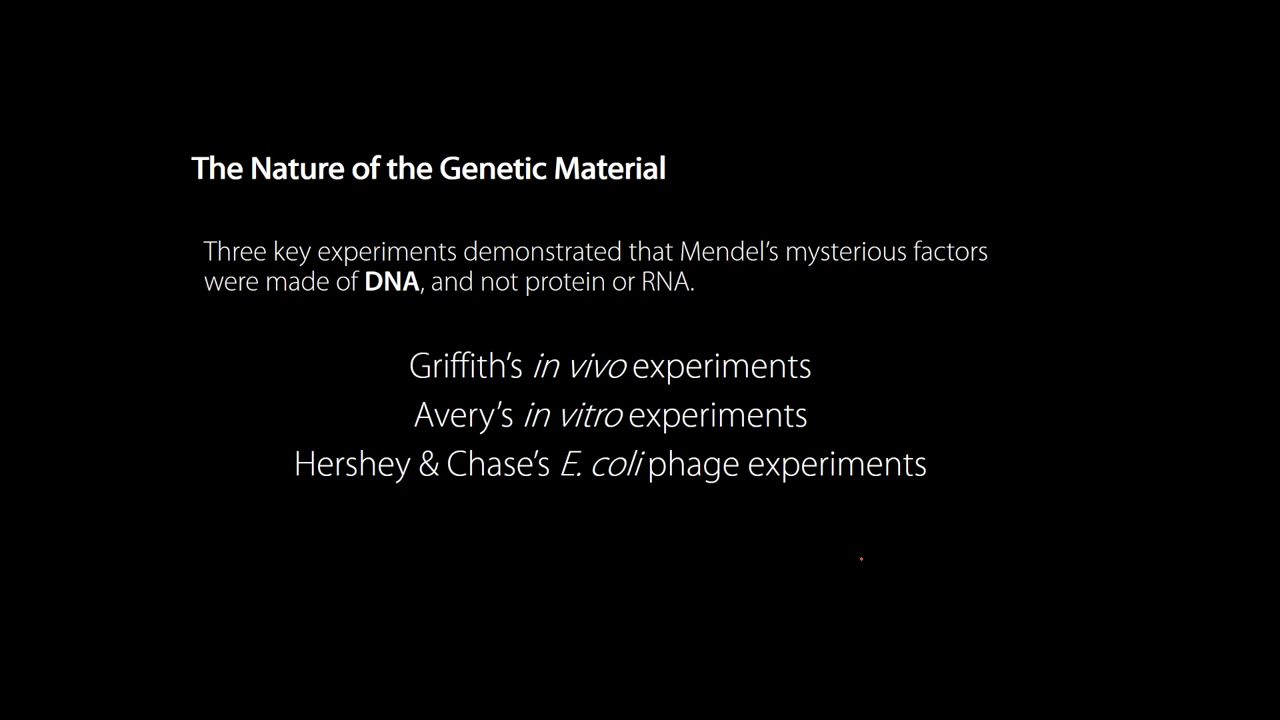 The Nature of the Genetic Material
Three key experiments demonstrated that Mendel’s mysterious factors
were made of DNA, and not protein or RNA.
Griffith’s in vivo experiments
Avery’s in vitro experiments
Hershey & Chase’s E. coli phage experiments